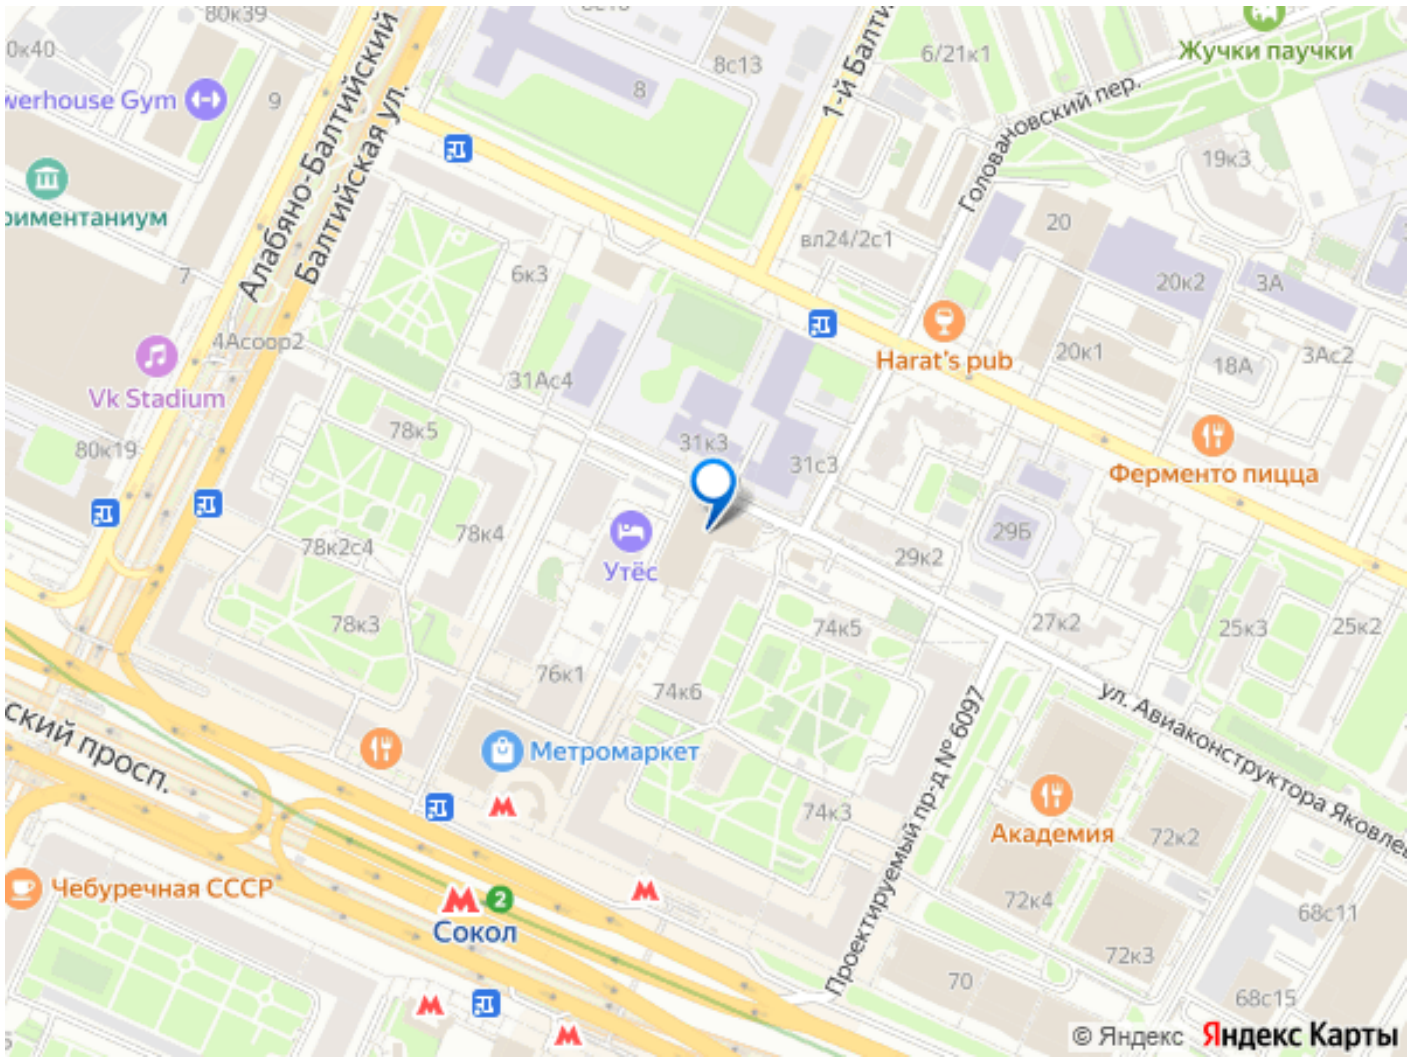 80к39
8с13
6/21к1
Жучки паучки
0к40
werhouse Gym
9
8
1-й Балти
Головановский пер.
19к3
Алабяно-Балтийский
Балтийская ул.
риментаниум
7
6к3
вл24/2с1
20
20к2
3А
4Асоор2
Harat's pub
20к1
18А
3Ас2
Vk Stadium
31Ас4
78к5
31к3
31с3
80к19
Ферменто пицца
78к2с4
78к4
Утёс
29Б
29к2
78к3
74к5
27к2
25к3
25к2
76к1
74к6
ский просп.
Метромаркет
Проектируемый пр-д № 6097
ул. Авиаконструктора Яковлев
74к3
Академия
72к2
Чебуречная СССР
2
Сокол
72к4
68с11
72к3
70
68с15
© Яндекс Яндекс Карты